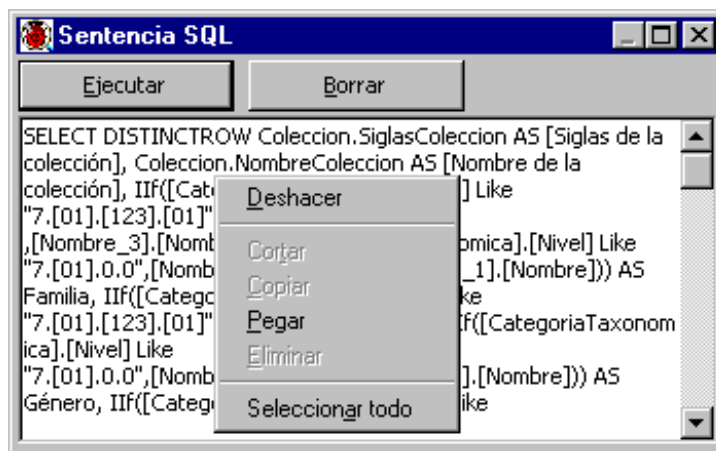 Sentencia SQL
Ejecutar
Borrar
SELECT DISTINCTROW Coleccion.SiglasColeccion AS [Siglas de la
colección], Coleccion.NombreColeccion AS [Nombre de la
colección], IIf([Cat ] Like
"7.[01].[123].[01]"
,[Nombre_3].[Nomb omica].[Nivel] Like
"7.[01].0.0",[Nomb _1].[Nombre])) AS
Familia, IIf([Catego ke
"7.[01].[123].[01]" If([CategoriaTaxonom
ica].[Nivel] Like
"7.[01].0.0",[Nomb ].[Nombre])) AS
Género, IIf([Categ ike
Deshacer
Cortar
Copiar
Pegar
Eliminar
Seleccionar todo